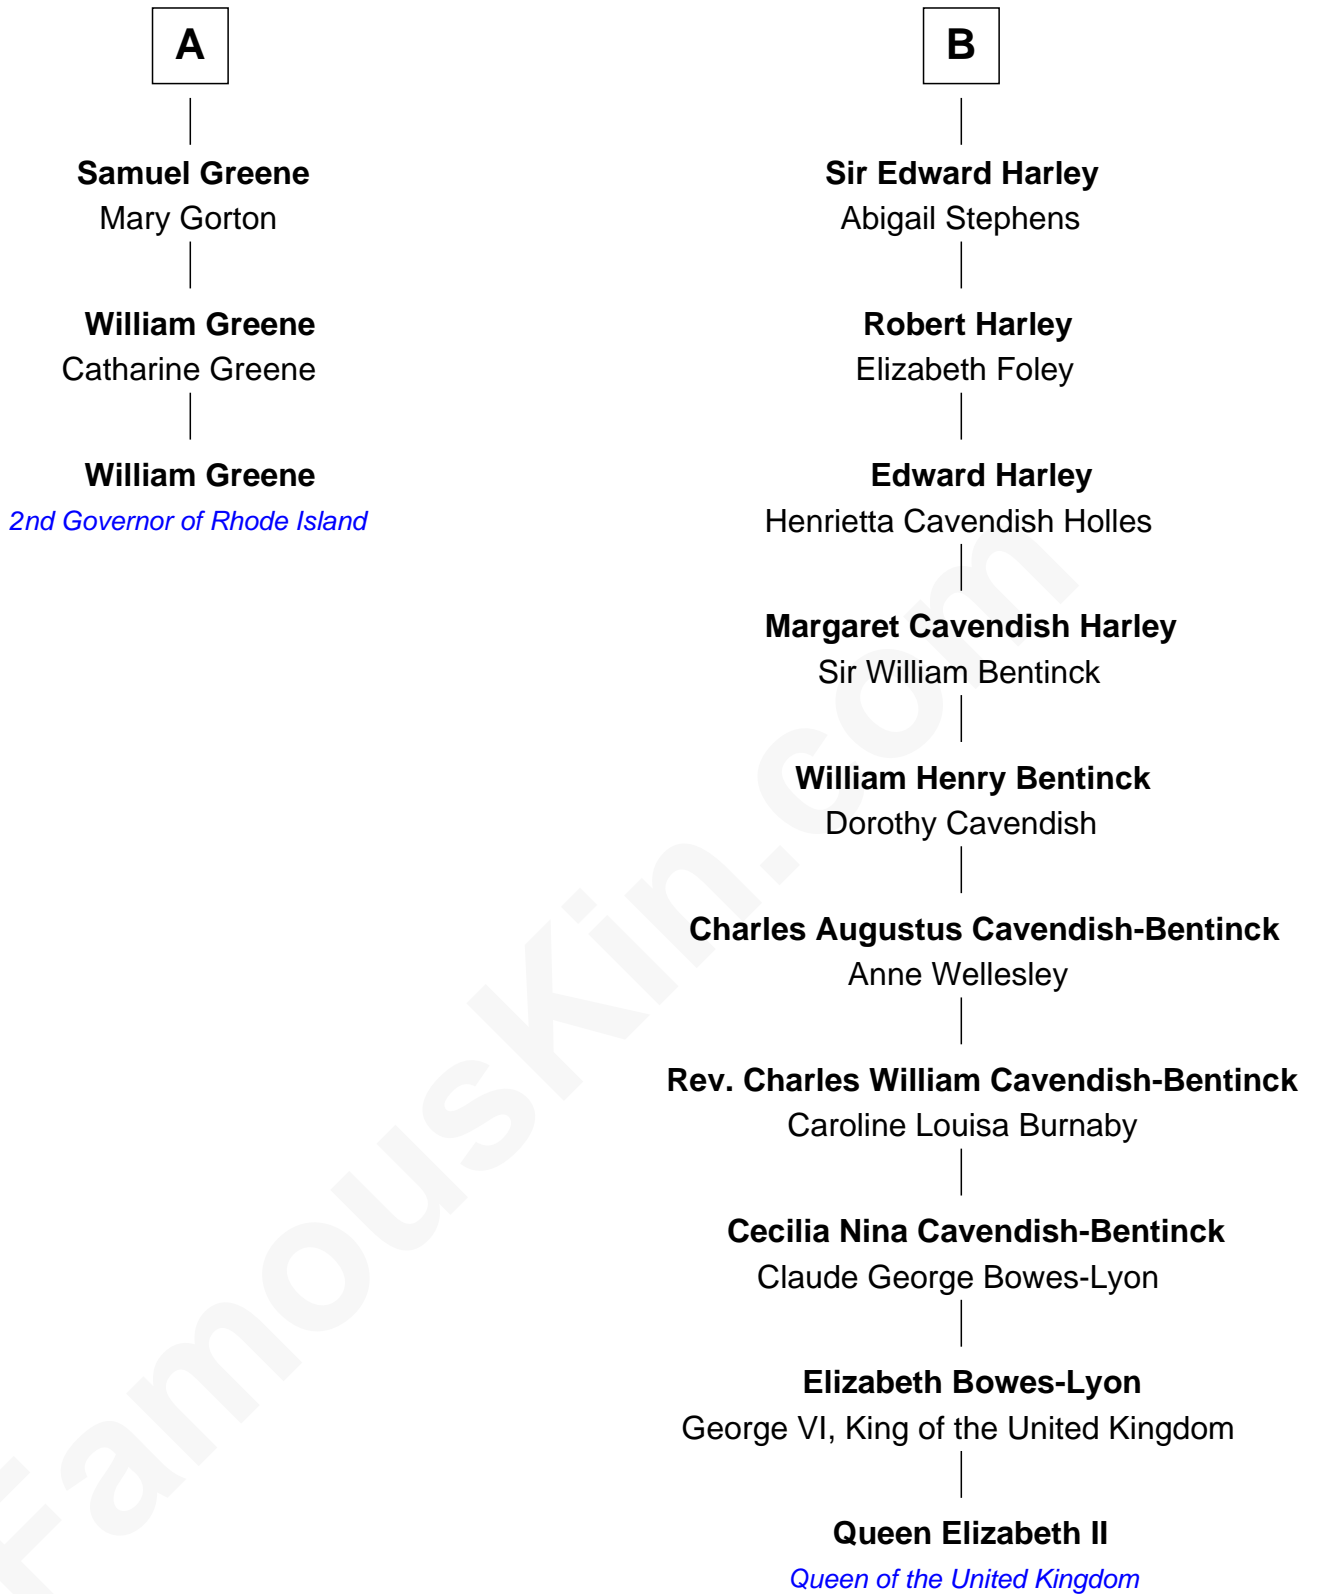 A
Samuel Greene
Mary Gorton
William Greene
Catharine Greene
William Greene
2nd Governor of Rhode Island
B
Sir Edward Harley
Abigail Stephens
Robert Harley
Elizabeth Foley
Edward Harley
Henrietta Cavendish Holles
Margaret Cavendish Harley
Sir William Bentinck
William Henry Bentinck
Dorothy Cavendish
Charles Augustus Cavendish-Bentinck
Anne Wellesley
Rev. Charles William Cavendish-Bentinck
Caroline Louisa Burnaby
Cecilia Nina Cavendish-Bentinck
Claude George Bowes-Lyon
Elizabeth Bowes-Lyon
George VI, King of the United Kingdom
Queen Elizabeth II
Queen of the United Kingdom
FamousKin.com